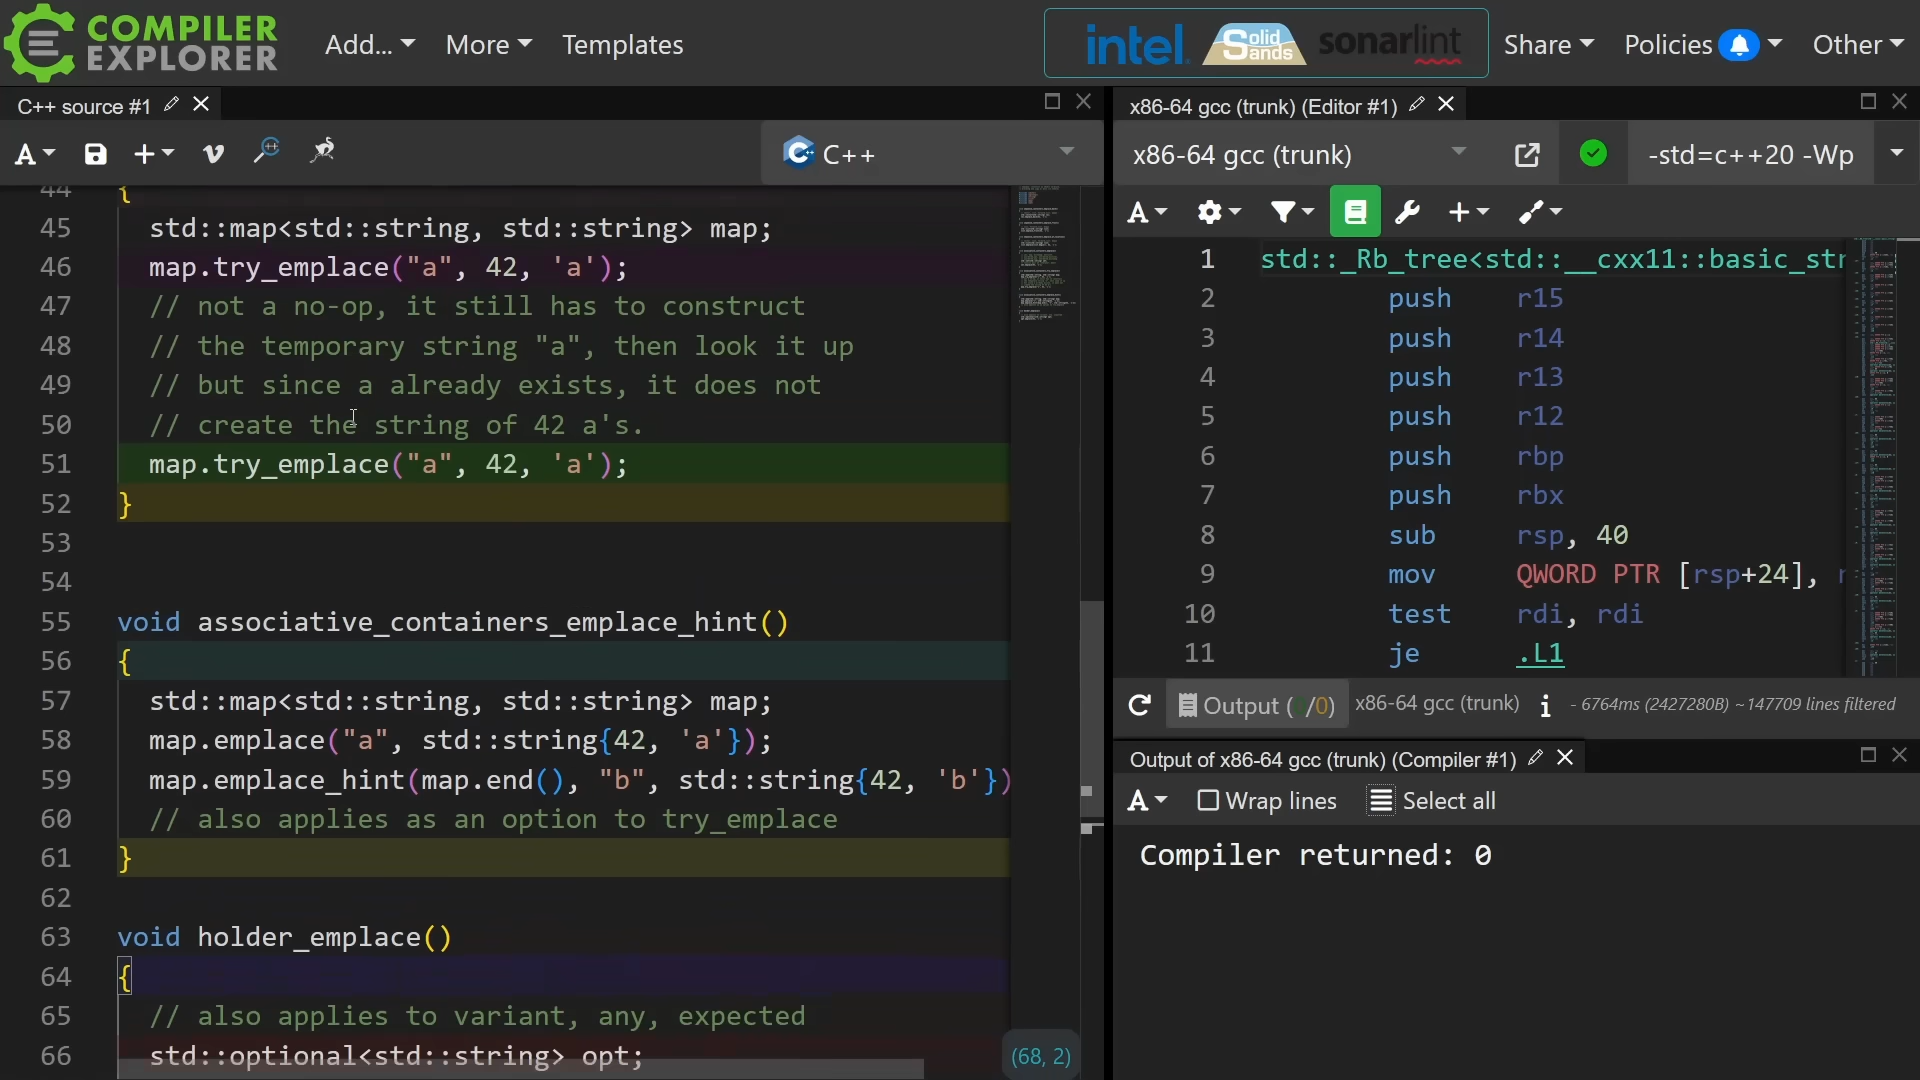 COMPILER
EXPLORER
Add...
More
Templates
intel.
Solid
Sands
sonarlint
Share
Policies
Other
C++ source #1
A
+
C++
44 {
45 std::map<std::string, std::string> map;
46 map.try_emplace("a", 42, 'a');
47 // not a no-op, it still has to construct
48 // the temporary string "a", then look it up
49 // but since a already exists, it does not
50 // create the string of 42 a's.
51 map.try_emplace("a", 42, 'a');
52 }
53
54
55 void associative_containers_emplace_hint()
56 {
57 std::map<std::string, std::string> map;
58 map.emplace("a", std::string{42, 'a'});
59 map.emplace_hint(map.end(), "b", std::string{42, 'b'})
60 // also applies as an option to try_emplace
61 }
62
63 void holder_emplace()
64 {
65 // also applies to variant, any, expected
66 std::optional<std::string> opt;
(68, 2)
x86-64 gcc (trunk) (Editor #1)
x86-64 gcc (trunk)
-std=c++20 -Wp
A
+
1 std::_Rb_tree<std::__cxx11::basic_str
2 push r15
3 push r14
4 push r13
5 push r12
6 push rbp
7 push rbx
8 sub rsp, 40
9 mov QWORD PTR [rsp+24],
10 test rdi, rdi
11 je .L1
Output ( /0) x86-64 gcc (trunk) i - 6764ms (2427280B) ~147709 lines filtered
Output of x86-64 gcc (trunk) (Compiler #1)
A
Wrap lines
Select all
Compiler returned: 0